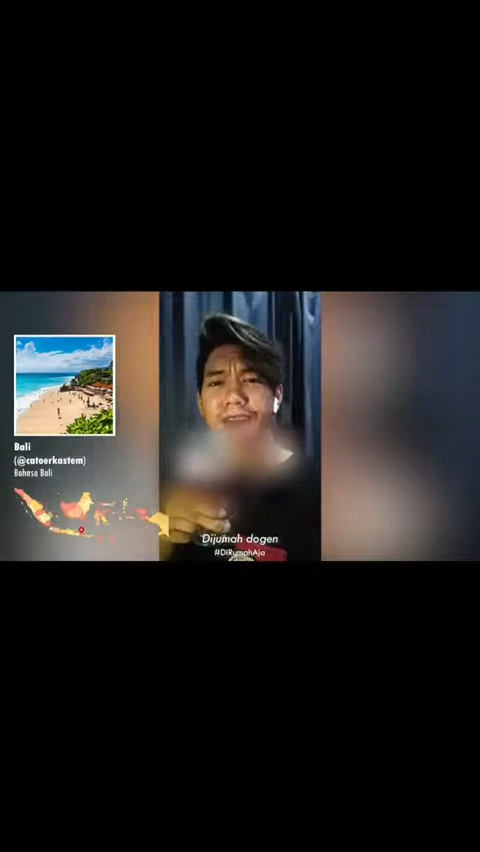 Bali
(@catoerkastem)
Bahasa Bali
Dijumah dogen
#DiRumahAja